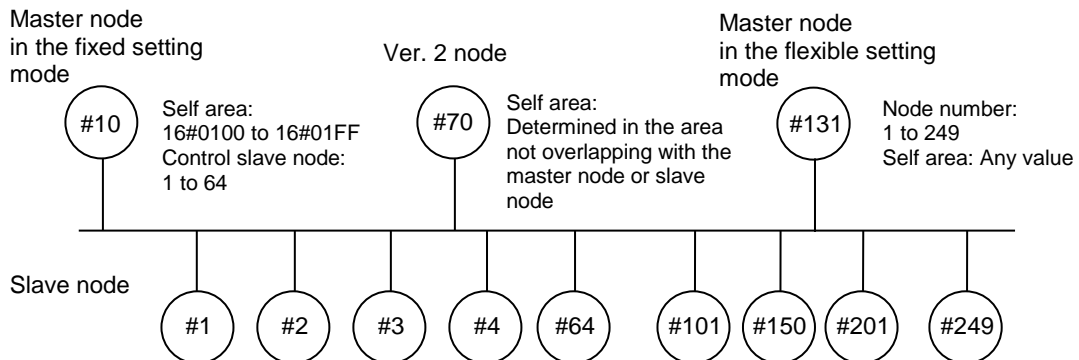 Master node
in the fixed setting
mode
#10
Self area:
16#0100 to 16#01FF
Control slave node:
1 to 64
Ver. 2 node
#70
Self area:
Determined in the area
not overlapping with the
master node or slave
node
Master node
in the flexible setting
mode
#131
Node number:
1 to 249
Self area: Any value
Slave node
#1
#2
#3
#4
#64
#101
#150
#201
#249